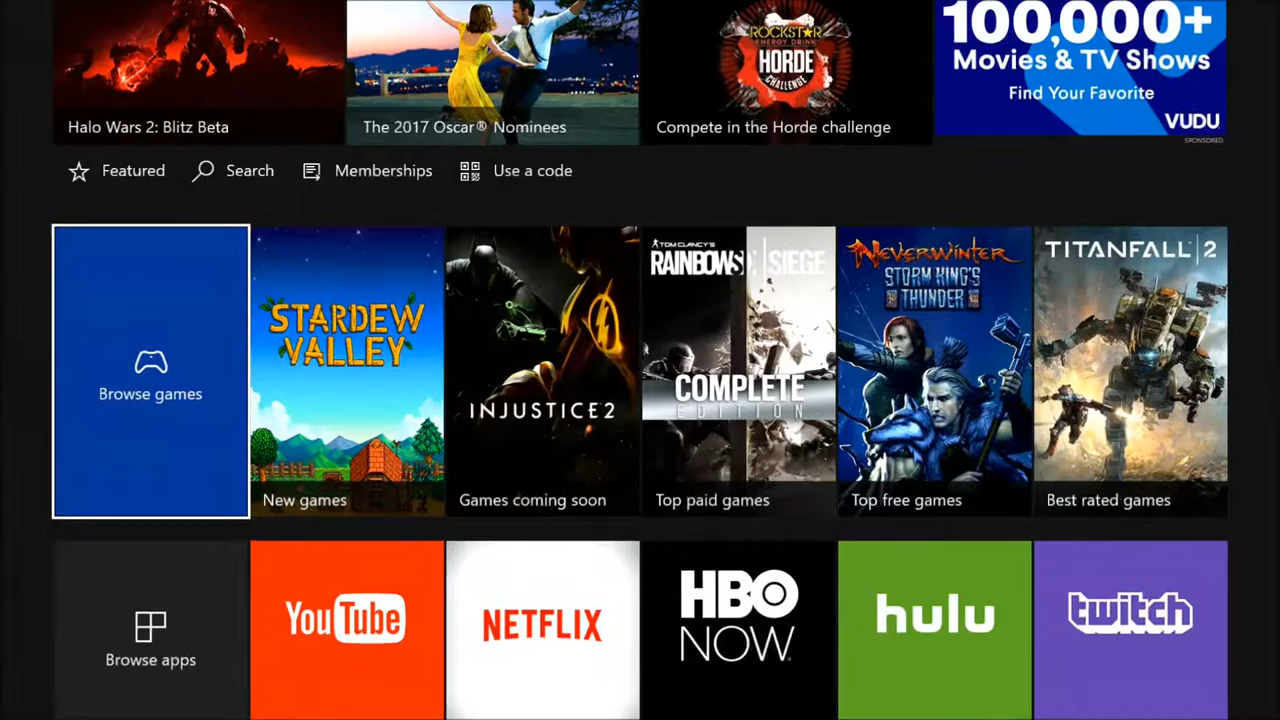 ROCKSTAR
ENERGY DRINK
HORDE
CHALLENGE
100,000+
Movies & TV Shows
Find Your Favorite
VUDU
SPONSORED
Halo Wars 2: Blitz Beta
The 2017 Oscar® Nominees
Compete in the Horde challenge
Featured
Search
Memberships
Use a code
Browse games
STARDEW
VALLEY
New games
INJUSTICE 2
Games coming soon
TOM CLANCY'S
RAINBOW SIX | SIEGE
COMPLETE
EDITION
Top paid games
NEVERWINTER
STORM KING'S
THUNDER
Top free games
TITANFALL | 2
Best rated games
Browse apps
YouTube
NETFLIX
HBO
NOW
hulu
twitch